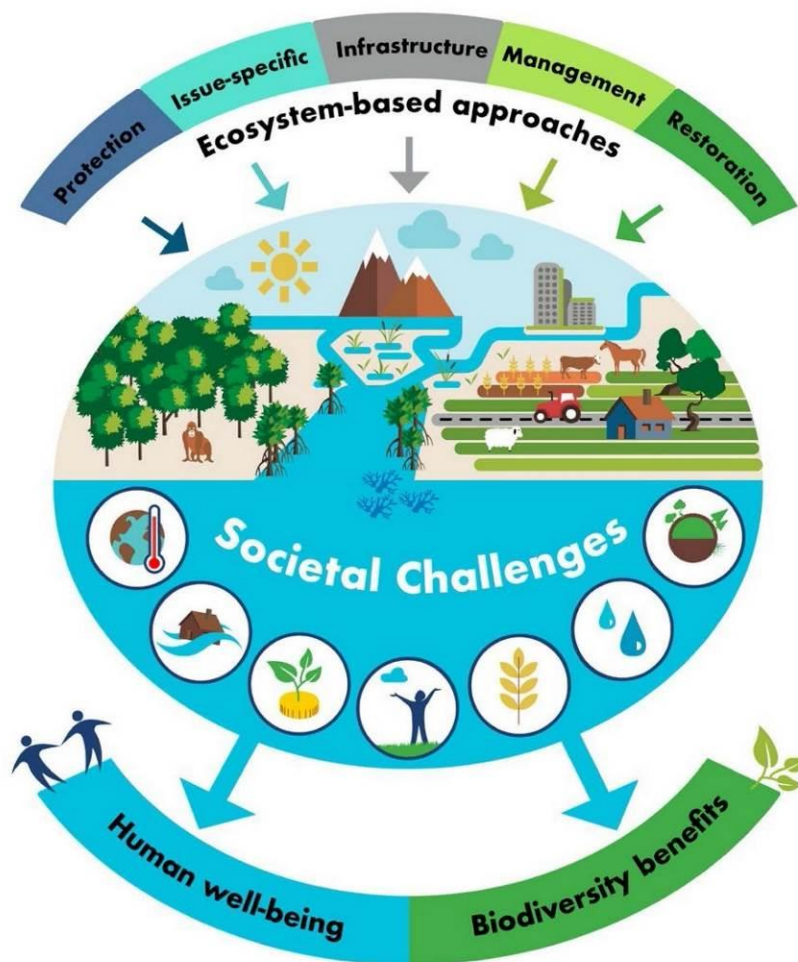 Protection
Issue-specific
Infrastructure
Management
Restoration
Ecosystem-based approaches
Societal Challenges
Human well-being
Biodiversity benefits